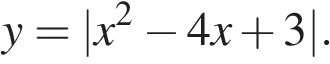 y = |x² − 4x + 3|.